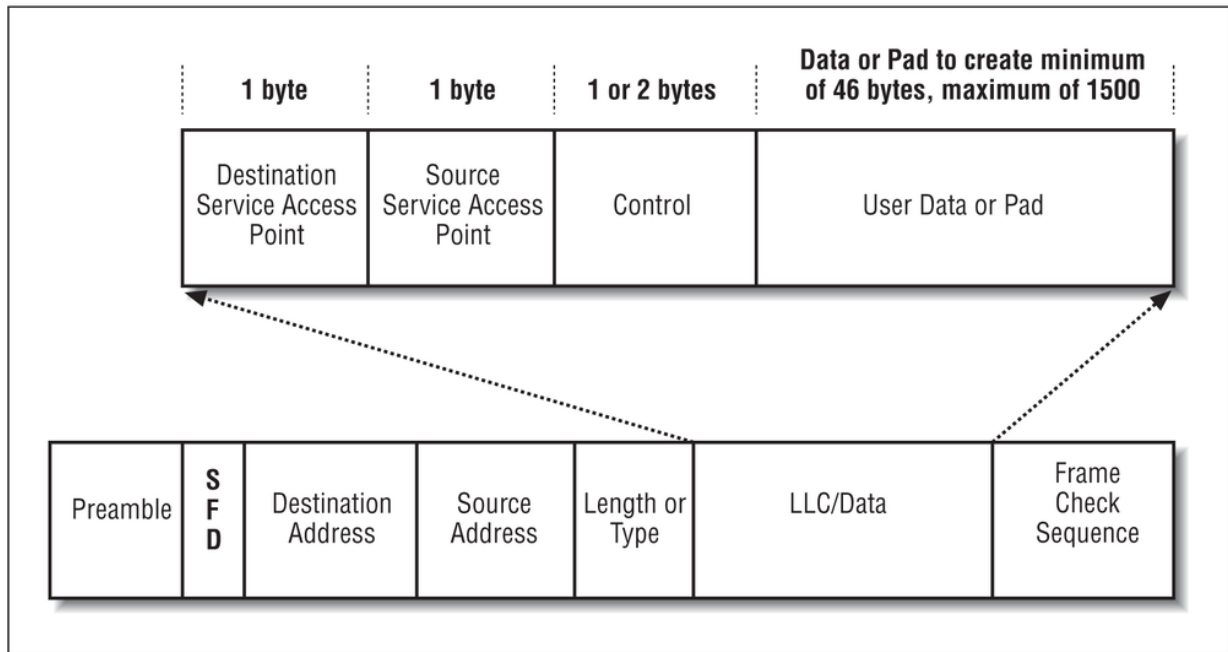 1 byte
1 byte
1 or 2 bytes
Data or Pad to create minimum
of 46 bytes, maximum of 1500
Destination
Service Access
Point
Source
Service Access
Point
Control
User Data or Pad
Preamble
S
F
D
Destination
Address
Source
Address
Length or
Type
LLC/Data
Frame
Check
Sequence